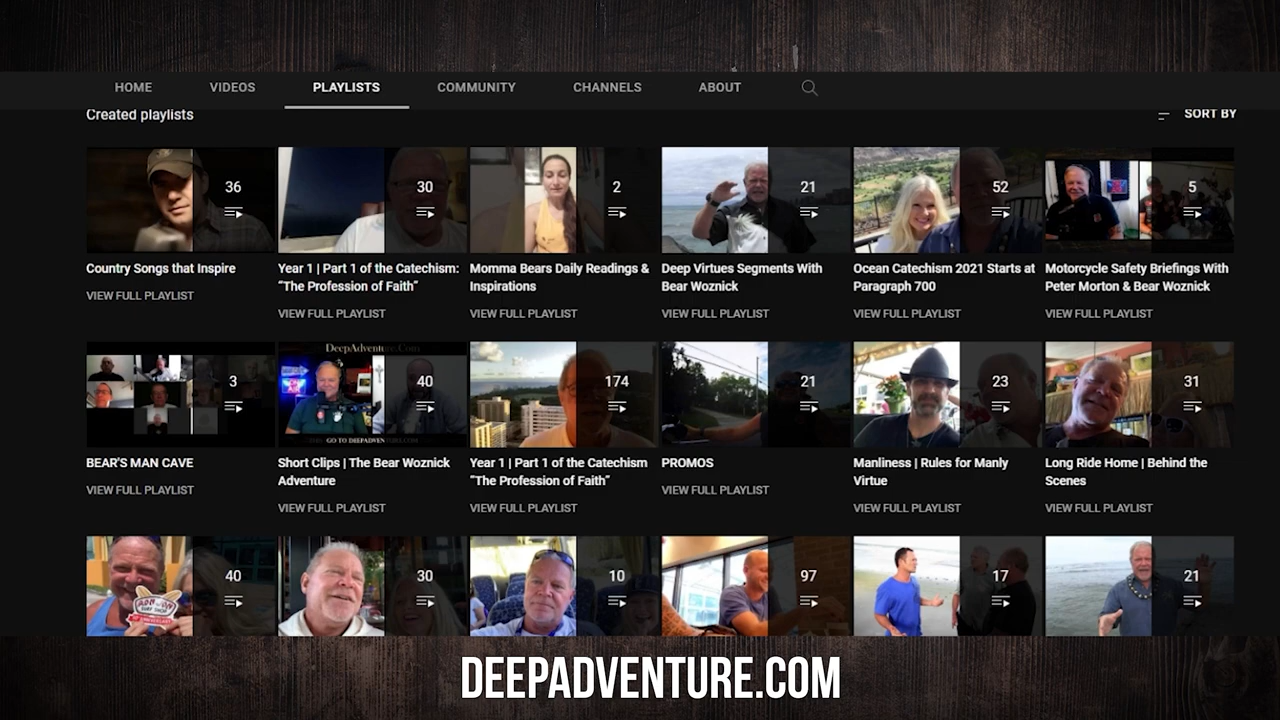 HOME VIDEOS PLAYLISTS COMMUNITY CHANNELS ABOUT
Created playlists SORT BY
36 30 2 21 52 5
Country Songs that Inspire
VIEW FULL PLAYLIST
Year 1 | Part 1 of the Catechism:
“The Profession of Faith”
VIEW FULL PLAYLIST
Momma Bears Daily Readings &
Inspirations
VIEW FULL PLAYLIST
Deep Virtues Segments With
Bear Woznick
VIEW FULL PLAYLIST
Ocean Catechism 2021 Starts at
Paragraph 700
VIEW FULL PLAYLIST
Motorcycle Safety Briefings With
Peter Morton & Bear Woznick
VIEW FULL PLAYLIST
DeepAdventure.Com
3 40 174 21 23 31
GO TO DEEPADVENTURE.COM
BEAR'S MAN CAVE
VIEW FULL PLAYLIST
Short Clips | The Bear Woznick
Adventure
VIEW FULL PLAYLIST
Year 1 | Part 1 of the Catechism
“The Profession of Faith”
VIEW FULL PLAYLIST
PROMOS
VIEW FULL PLAYLIST
Manliness | Rules for Manly
Virtue
VIEW FULL PLAYLIST
Long Ride Home | Behind the
Scenes
VIEW FULL PLAYLIST
40 30 10 97 17 21
DEEPADVENTURE.COM